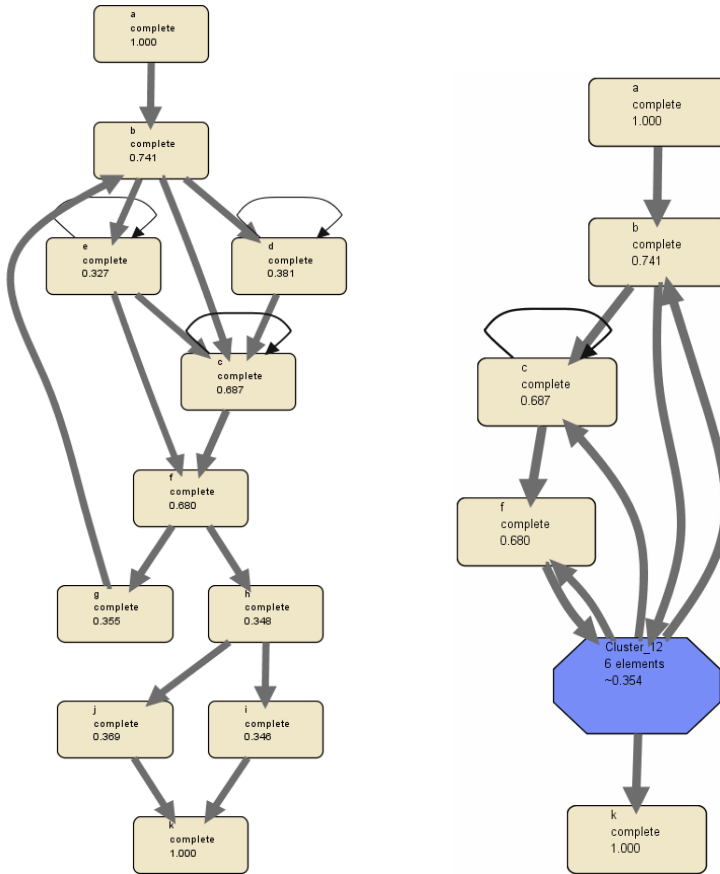 a
complete
1.000
b
complete
0.741
e
complete
0.327
d
complete
0.381
c
complete
0.687
f
complete
0.680
g
complete
0.355
h
complete
0.348
j
complete
0.369
i
complete
0.346
k
complete
1.000
a
complete
1.000
b
complete
0.741
c
complete
0.687
f
complete
0.680
Cluster_12
6 elements
~0.354
k
complete
1.000